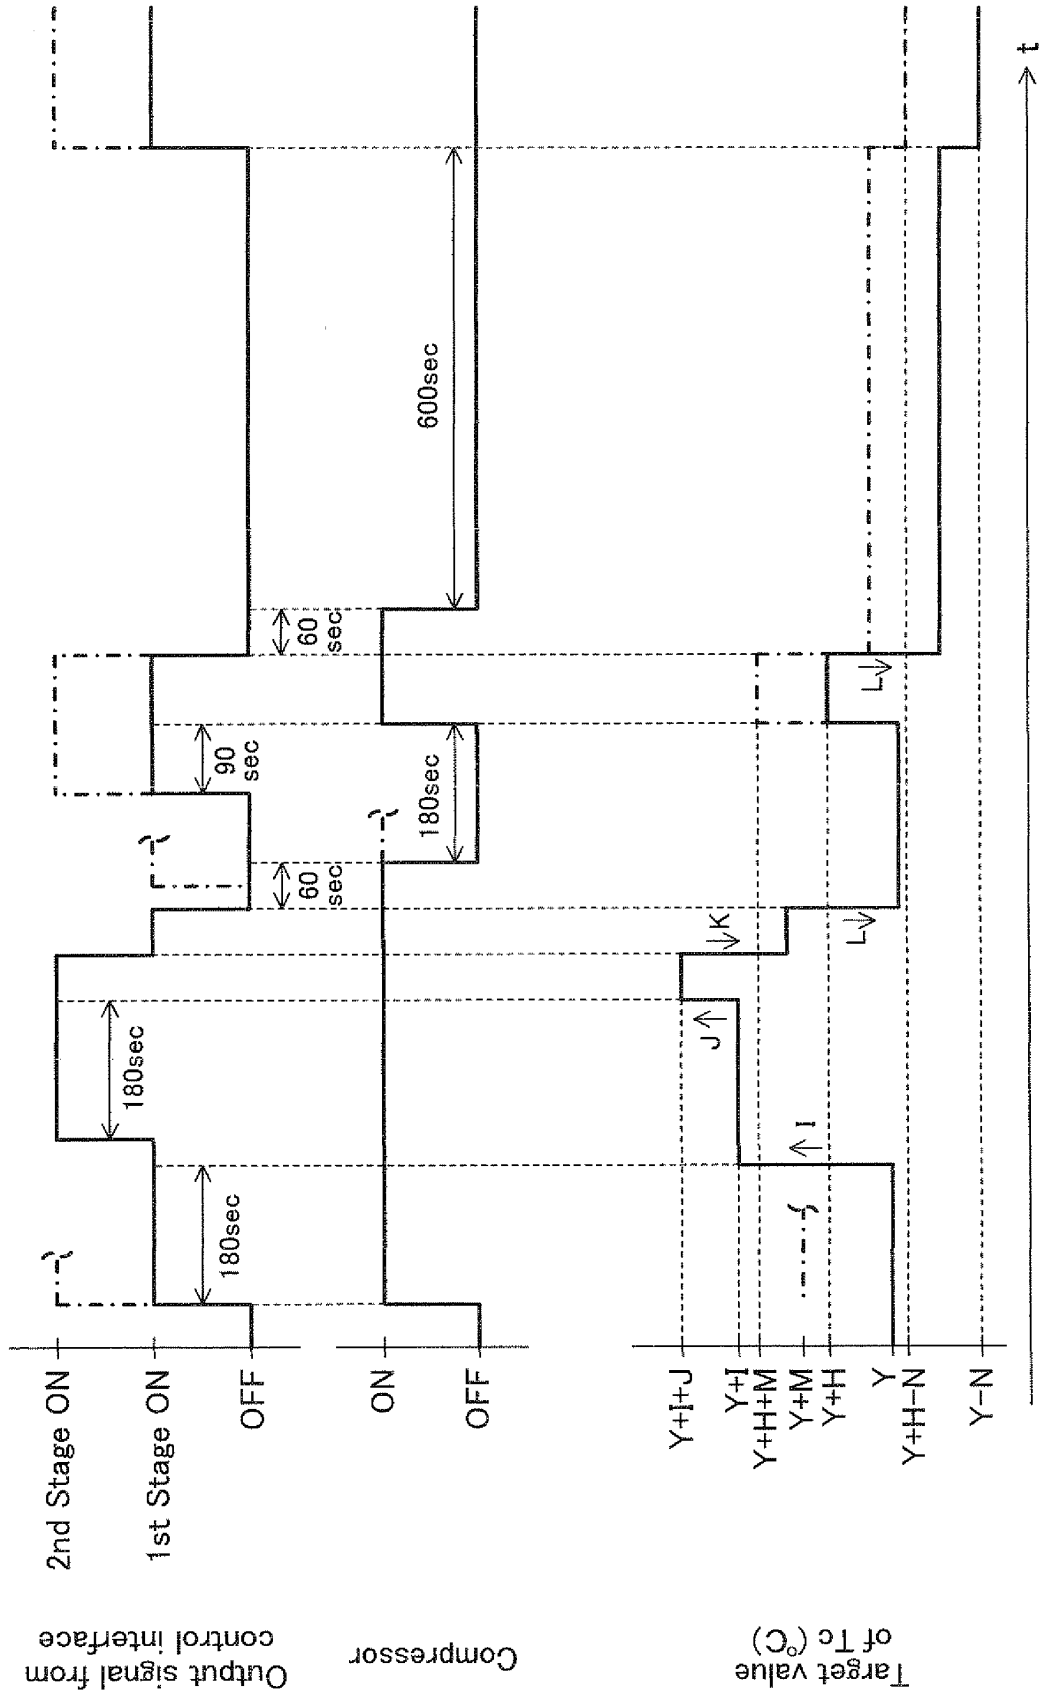 Output signal from
control interface
2nd Stage ON
1st Stage ON
OFF
180sec
180sec
60
sec
90
sec
60
sec
Compressor
ON
OFF
180sec
600sec
Target value
of Tc (°C)
Y+I+J
Y+I
Y+H+M
Y+M
Y+H
Y
Y+H-N
Y-N
I
J
K
L
L
t